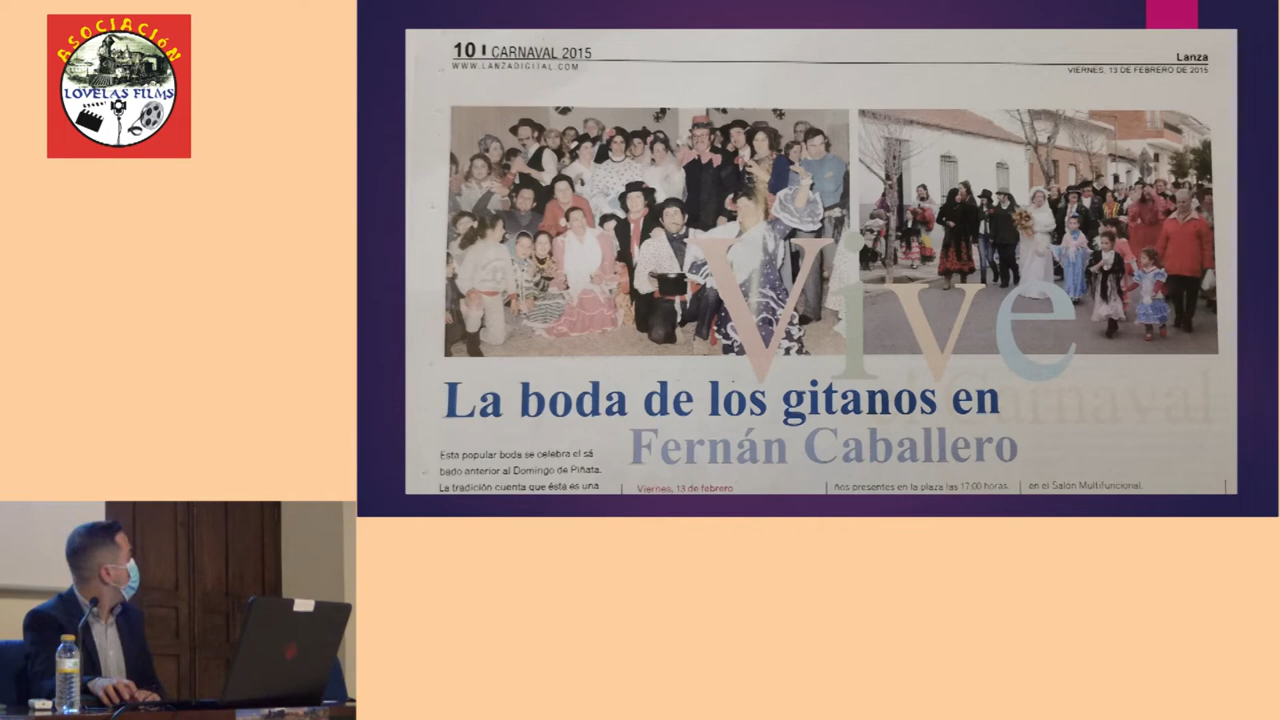 ASOCIACIÓN
LOVELAS FILMS
10 CARNAVAL 2015
WWW.LANZADIGITAL.COM
Lanza
VIERNES, 13 DE FEBRERO DE 2015
Vive
el Carnaval
La boda de los gitanos en
Fernán Caballero
Esta popular boda se celebra el sá
bado anterior al Domingo de Piñata.
La tradición cuenta que ésta es una
Viernes, 13 de febrero
ños presentes en la plaza las 17:00 horas.
en el Salón Multifuncional.